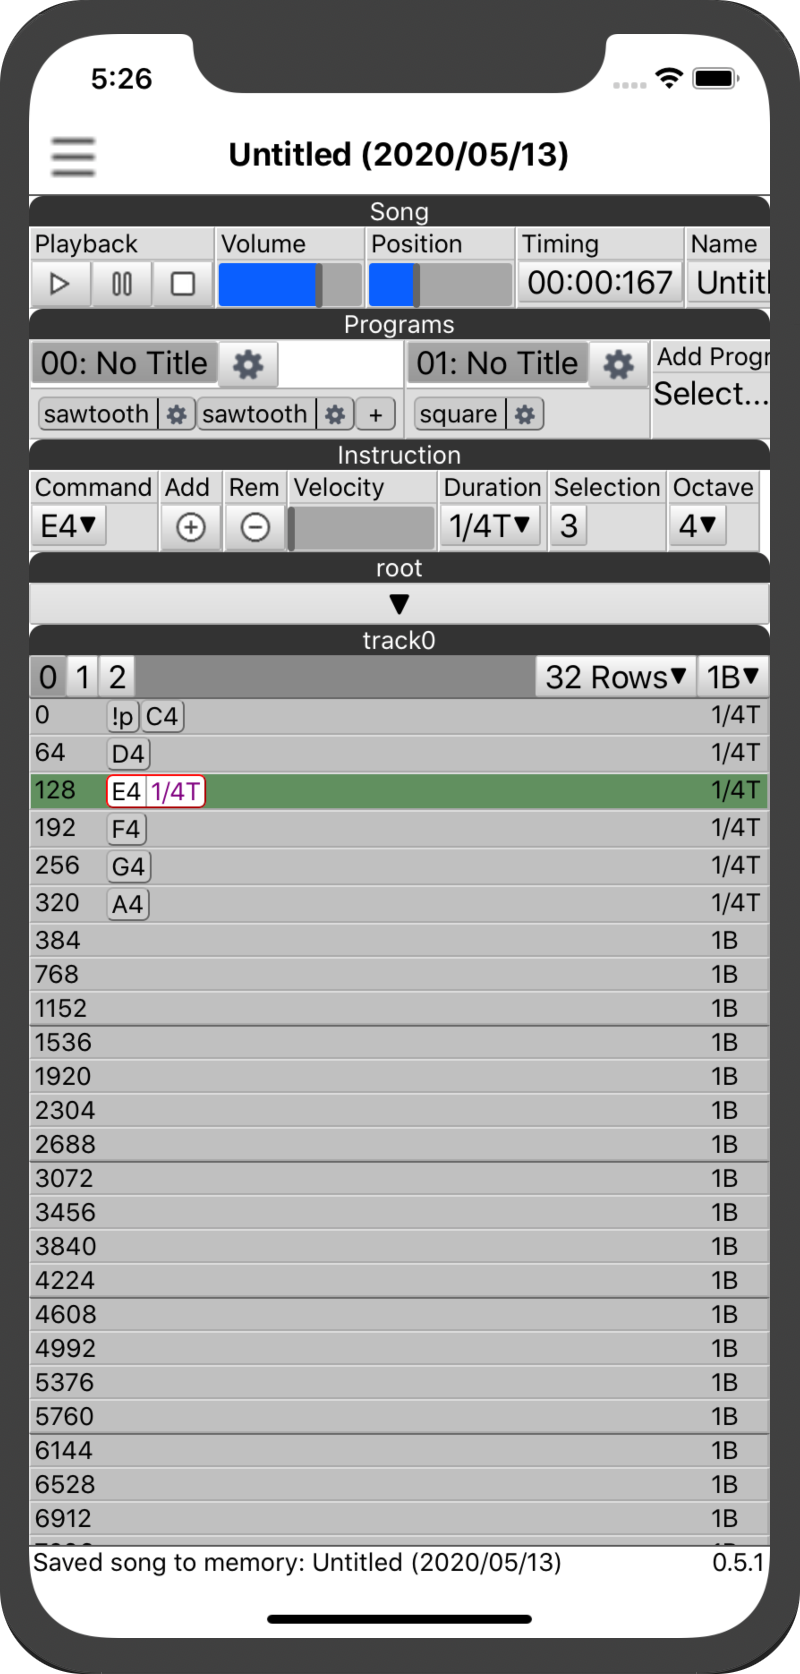 5:26
Untitled (2020/05/13)
Song
Playback Volume Position Timing Name
00:00:167 Untitl
Programs
00: No Title 01: No Title Add Progr
Select...
sawtooth sawtooth + square
Instruction
Command Add Rem Velocity Duration Selection Octave
E4▼ 1/4T▼ 3 4▼
root
▼
track0
0 1 2 32 Rows▼ 1B▼
0 !p C4 1/4T
64 D4 1/4T
128 E4 1/4T 1/4T
192 F4 1/4T
256 G4 1/4T
320 A4 1/4T
384 1B
768 1B
1152 1B
1536 1B
1920 1B
2304 1B
2688 1B
3072 1B
3456 1B
3840 1B
4224 1B
4608 1B
4992 1B
5376 1B
5760 1B
6144 1B
6528 1B
6912 1B
Saved song to memory: Untitled (2020/05/13) 0.5.1